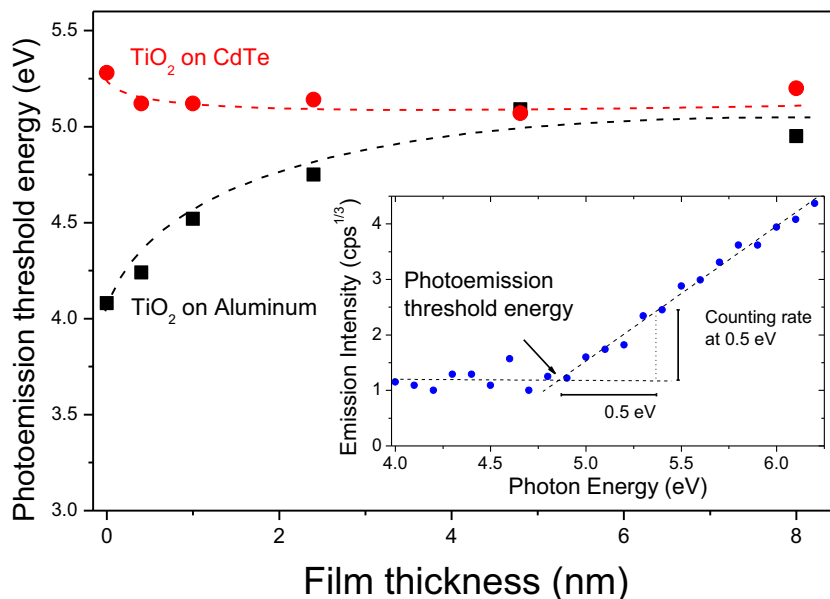 Photoemission threshold energy (eV)
5.5
5.0
4.5
4.0
3.5
3.0
TiO2 on CdTe
TiO2 on Aluminum
0
2
4
6
8
Film thickness (nm)
Emission Intensity (cps1/3)
4
3
2
1
0
Photoemission
threshold energy
Counting rate
at 0.5 eV
0.5 eV
4.0
4.5
5.0
5.5
6.0
Photon Energy (eV)